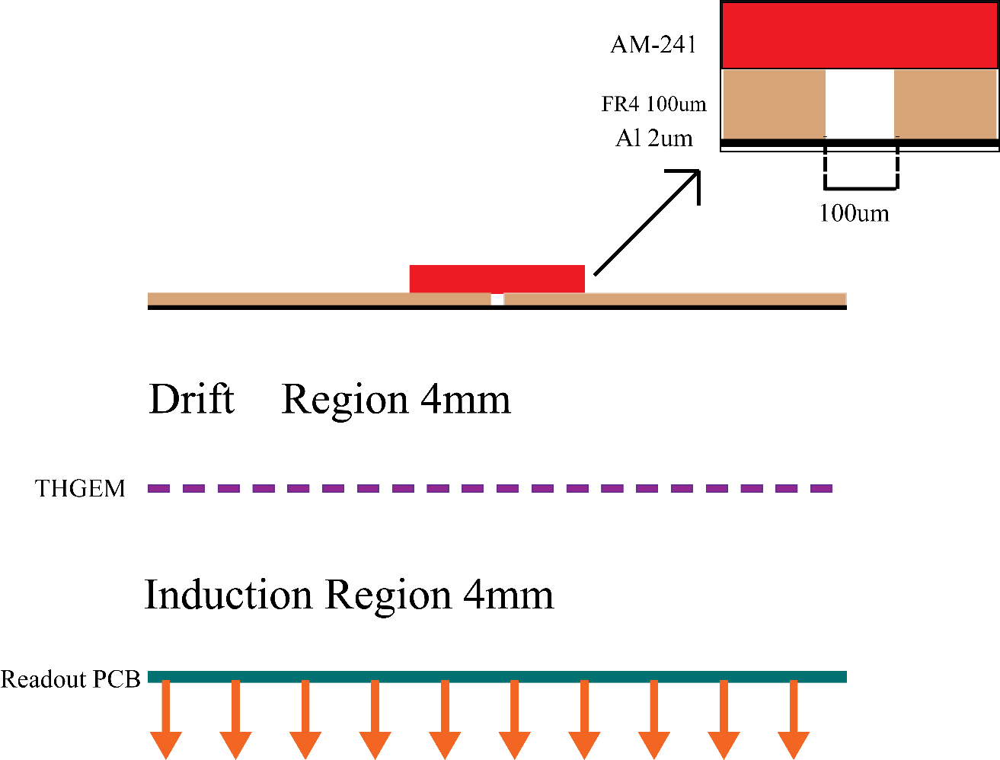 AM-241
FR4 100um
Al 2um
100um
Drift Region 4mm
THGEM
Induction Region 4mm
Readout PCB